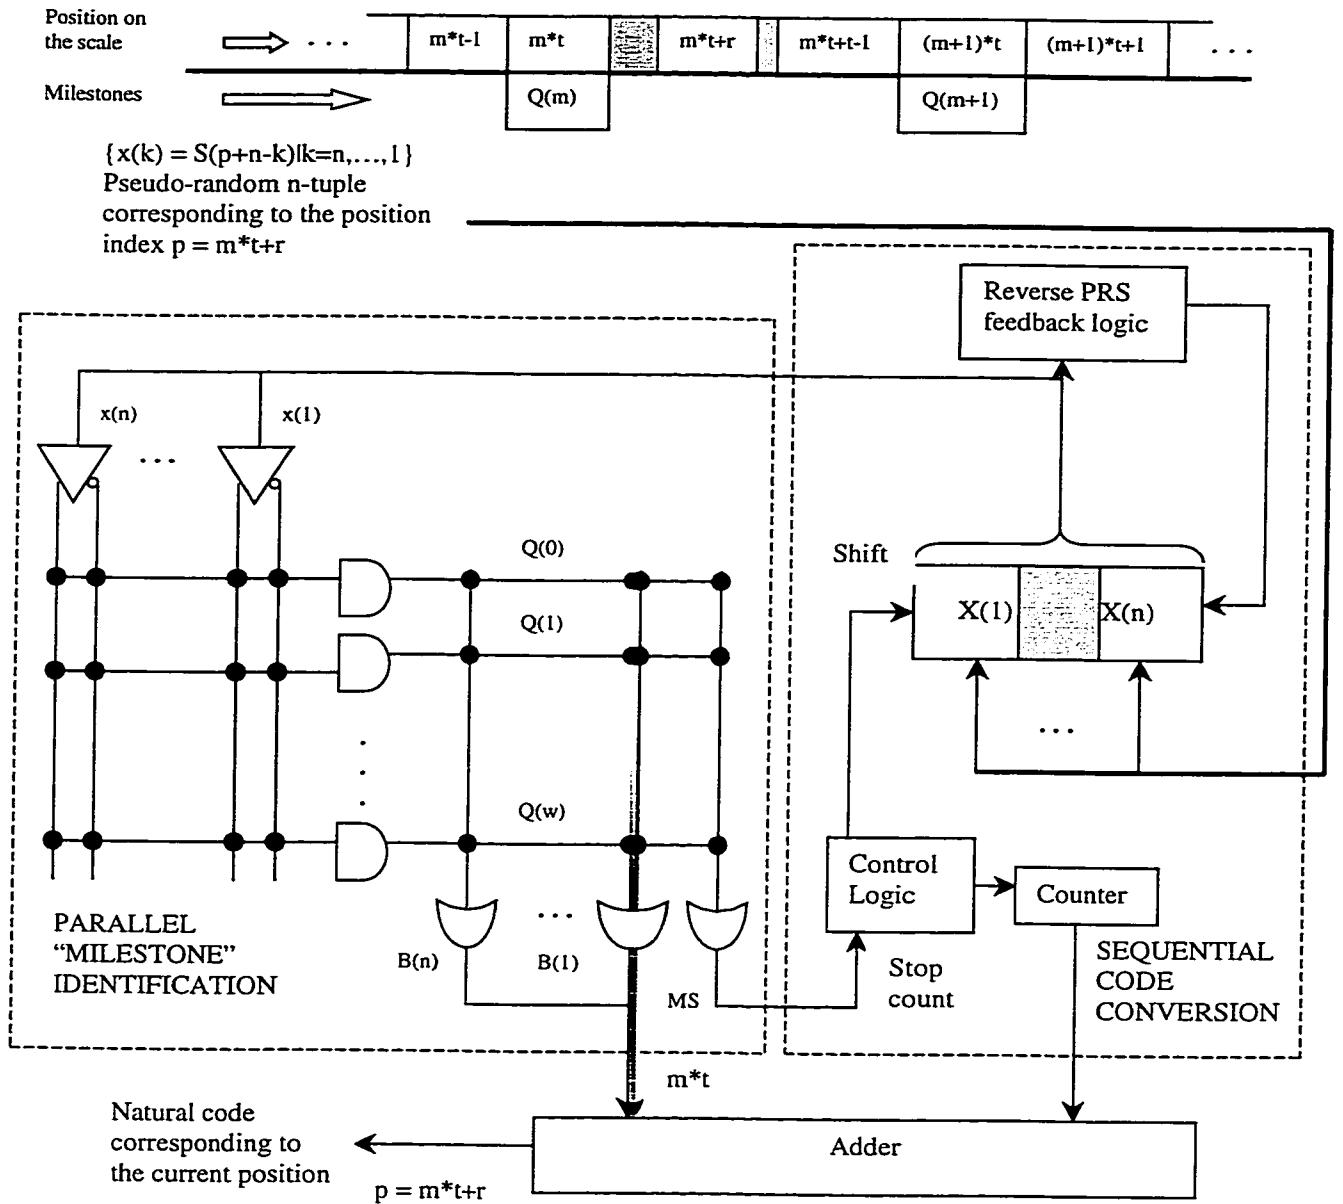 Position on
the scale
. . .
m*t-1
m*t
m*t+r
m*t+t-1
(m+1)*t
(m+1)*t+1
. . .
Milestones
Q(m)
Q(m+1)
{x(k) = S(p+n-k)|k=n,...,1}
Pseudo-random n-tuple
corresponding to the position
index p = m*t+r
Reverse PRS
feedback logic
x(n)
x(1)
. . .
Q(0)
Q(1)
Q(w)
Shift
X(1)
X(n)
. . .
Control
Logic
Counter
PARALLEL
“MILESTONE”
IDENTIFICATION
. . .
B(n)
B(1)
MS
Stop
count
SEQUENTIAL
CODE
CONVERSION
m*t
Natural code
corresponding to
the current position
Adder
p = m*t+r